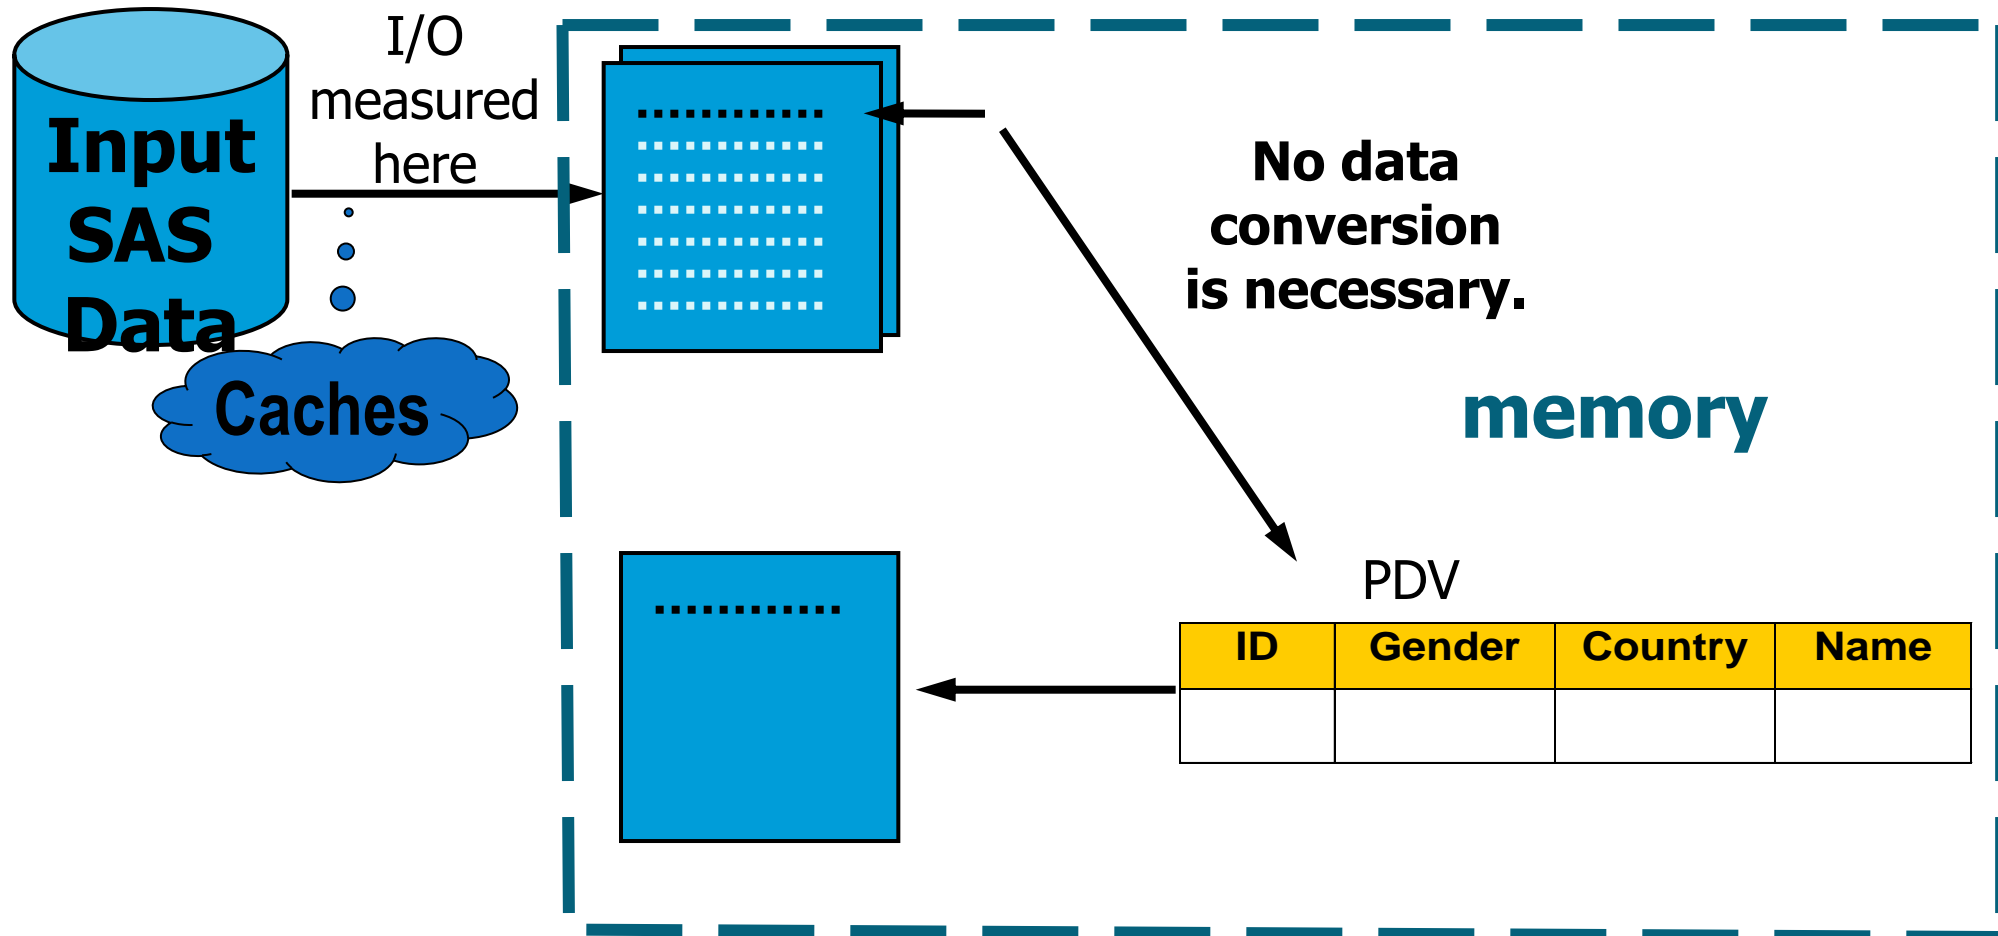 Input
SAS
Data
I/O
measured
here
Caches
No data
conversion
is necessary.
memory
PDV
ID Gender Country Name